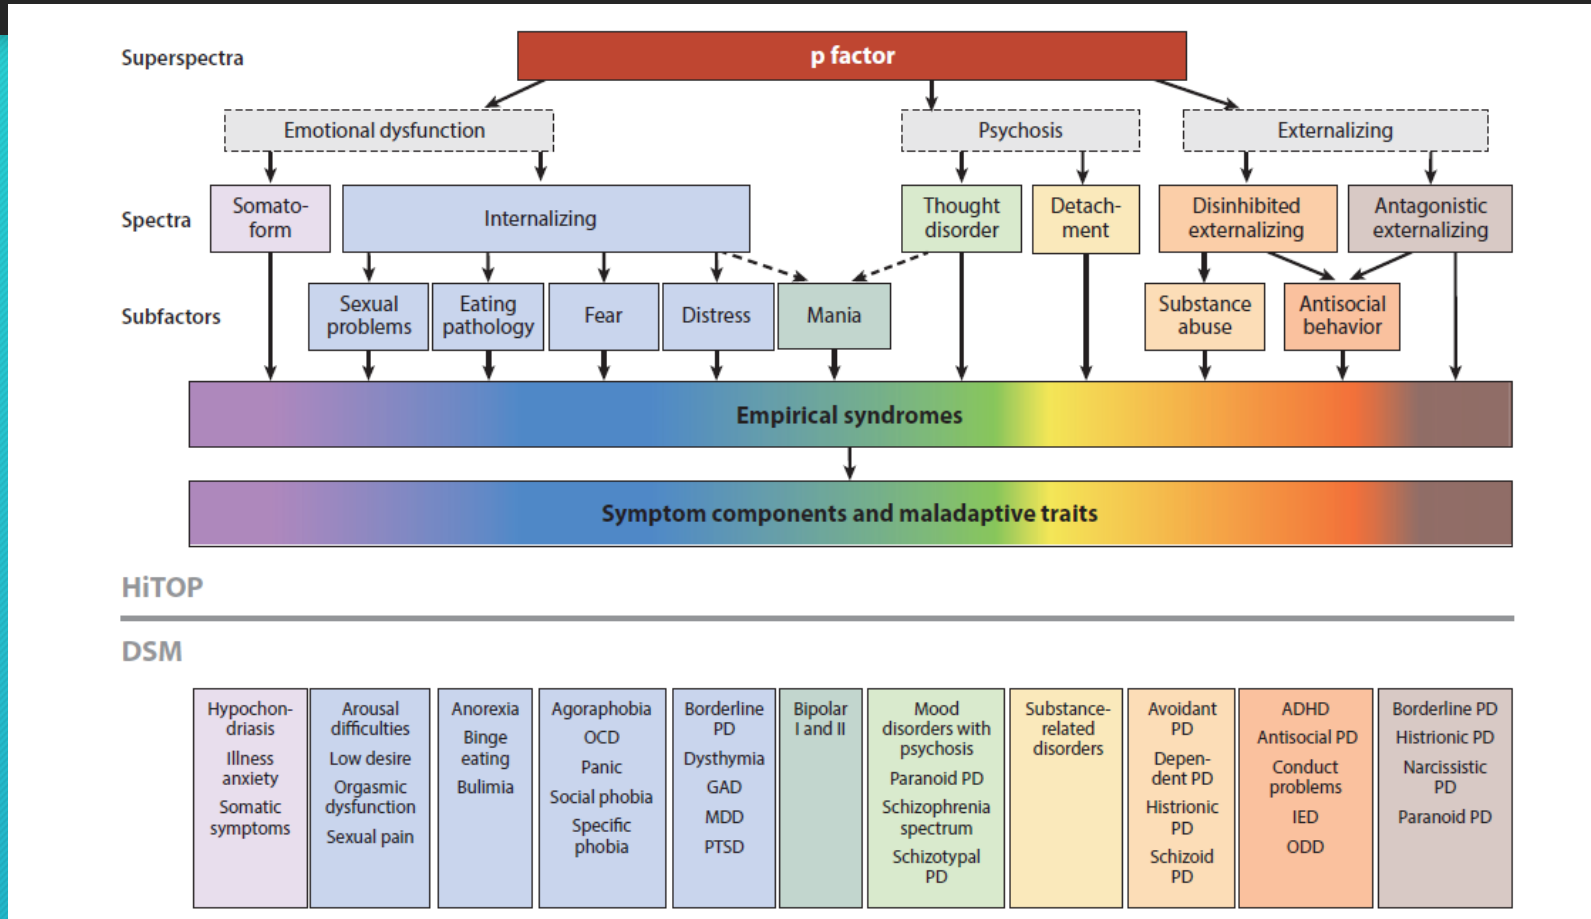 Superspectra
p factor
Emotional dysfunction
Psychosis
Externalizing
Spectra
Somato-
form
Internalizing
Thought
disorder
Detach-
ment
Disinhibited
externalizing
Antagonistic
externalizing
Subfactors
Sexual
problems
Eating
pathology
Fear
Distress
Mania
Substance
abuse
Antisocial
behavior
Empirical syndromes
Symptom components and maladaptive traits
HiTOP
DSM
Hypochon-
driasis
Illness
anxiety
Somatic
symptoms
Arousal
difficulties
Low desire
Orgasmic
dysfunction
Sexual pain
Anorexia
Binge
eating
Bulimia
Agoraphobia
OCD
Panic
Social phobia
Specific
phobia
Borderline
PD
Dysthymia
GAD
MDD
PTSD
Bipolar
I and II
Mood
disorders with
psychosis
Paranoid PD
Schizophrenia
spectrum
Schizotypal
PD
Substance-
related
disorders
Avoidant
PD
Depen-
dent PD
Histrionic
PD
Schizoid
PD
ADHD
Antisocial PD
Conduct
problems
IED
ODD
Borderline PD
Histrionic PD
Narcissistic
PD
Paranoid PD